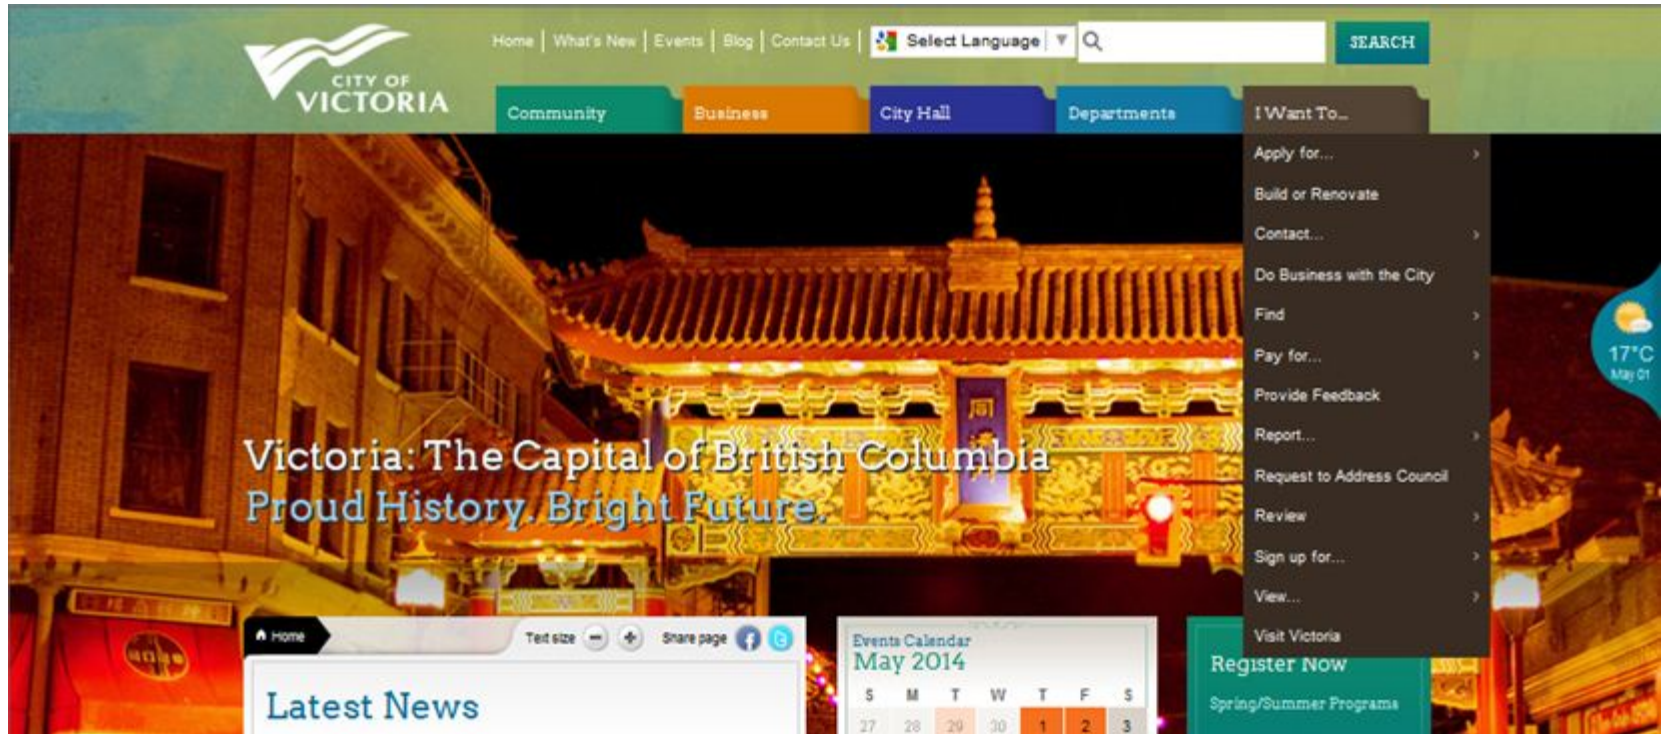 Home | What's New | Events | Blog | Contact Us | Select Language ▼
SEARCH
CITY OF
VICTORIA
Community
Business
City Hall
Departments
I Want To...
Apply for...
Build or Renovate
Contact...
Do Business with the City
Find
Pay for...
Provide Feedback
Report...
Request to Address Council
Review
Sign up for...
View...
Visit Victoria
17°C
May 01
同
Victoria: The Capital of British Columbia
Proud History. Bright Future.
Home
Text size
Share page
Latest News
Events Calendar
May 2014
S M T W T F S
27 28 29 30 1 2 3
Register Now
Spring/Summer Programs